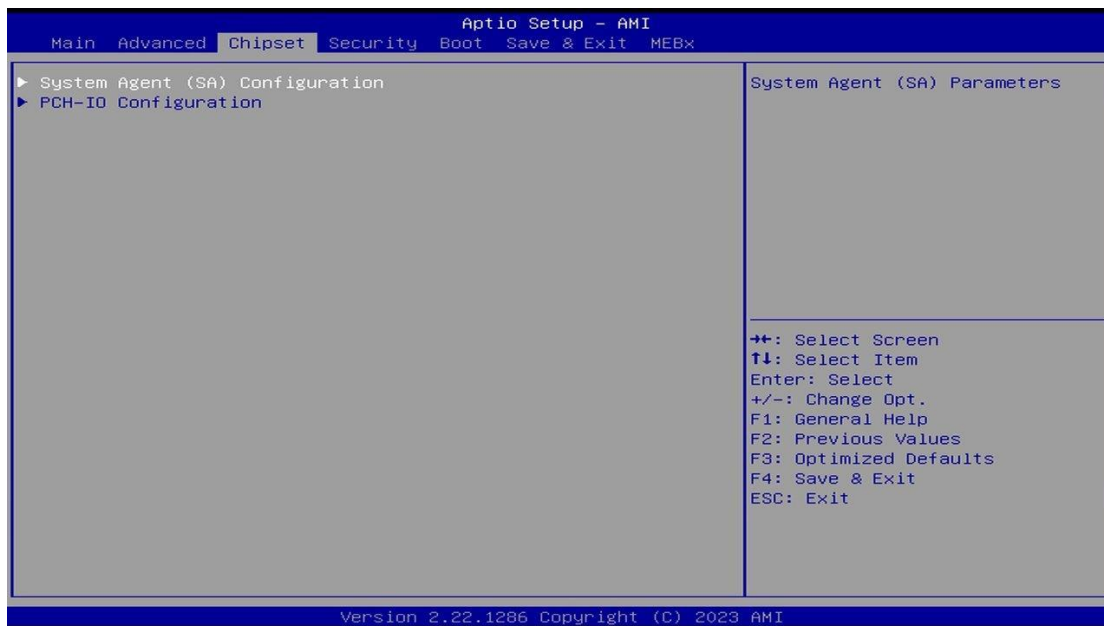 Aptio Setup – AMI
Main Advanced Chipset Security Boot Save & Exit MEBx
► System Agent (SA) Configuration
► PCH-IO Configuration
System Agent (SA) Parameters
→←: Select Screen
↑↓: Select Item
Enter: Select
+/-: Change Opt.
F1: General Help
F2: Previous Values
F3: Optimized Defaults
F4: Save & Exit
ESC: Exit
Version 2.22.1286 Copyright (C) 2023 AMI